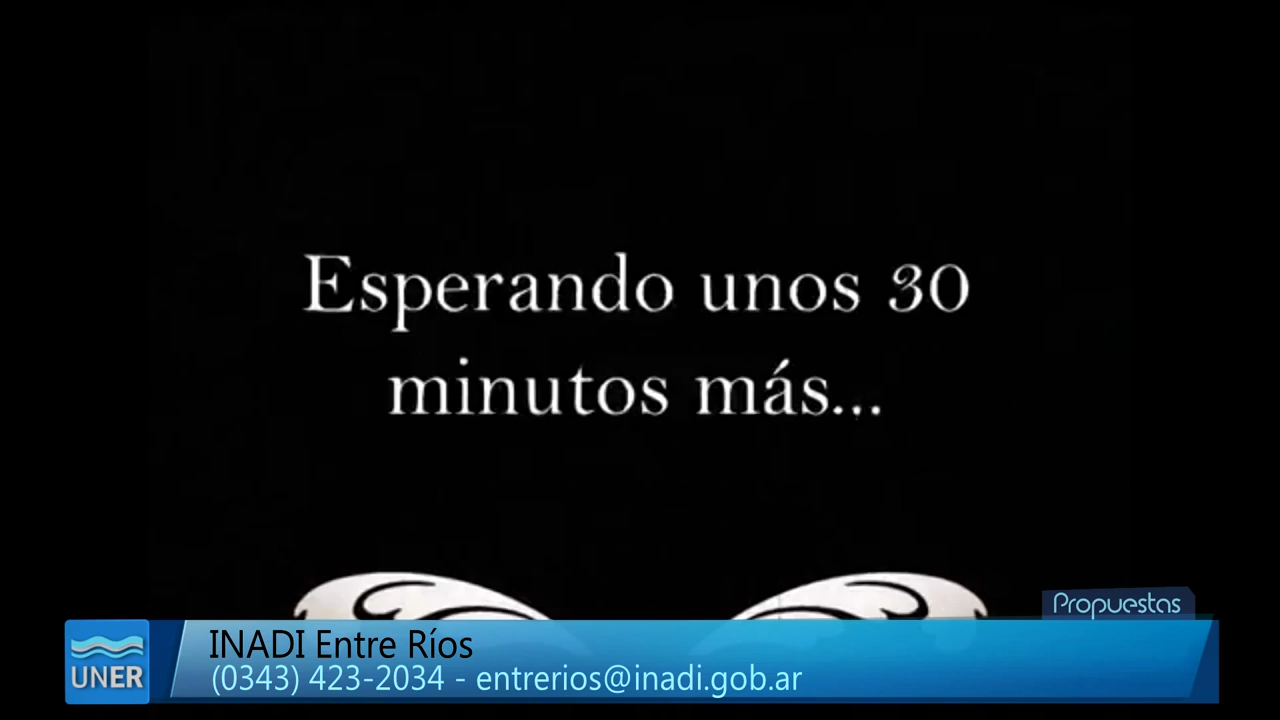 Esperando unos 30
minutos más...
Propuestas
INADI Entre Ríos
(0343) 423-2034 - entrerios@inadi.gob.ar
UNER